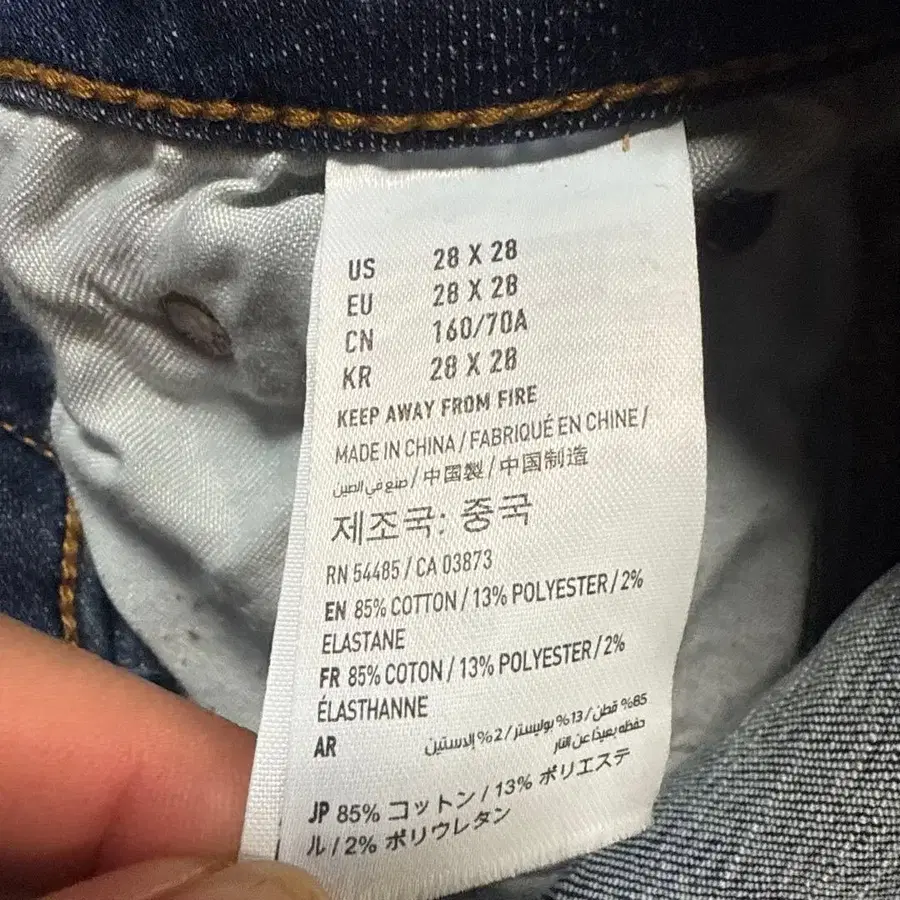 US 28 X 28
EU 28 X 28
CN 160/70A
KR 28 X 28
KEEP AWAY FROM FIRE
MADE IN CHINA / FABRIQUÉ EN CHINE /
صنع في الصين / 中国製 / 中国制造
제조국: 중국
RN 54485 / CA 03873
EN 85% COTTON / 13% POLYESTER / 2%
ELASTANE
FR 85% COTON / 13% POLYESTER / 2%
ÉLASTHANNE
AR 85% قطن / 13% بوليستر / 2% إلاستين
حفظه بعيدًا عن النار
JP 85% コットン / 13% ポリエステ
ル / 2% ポリウレタン